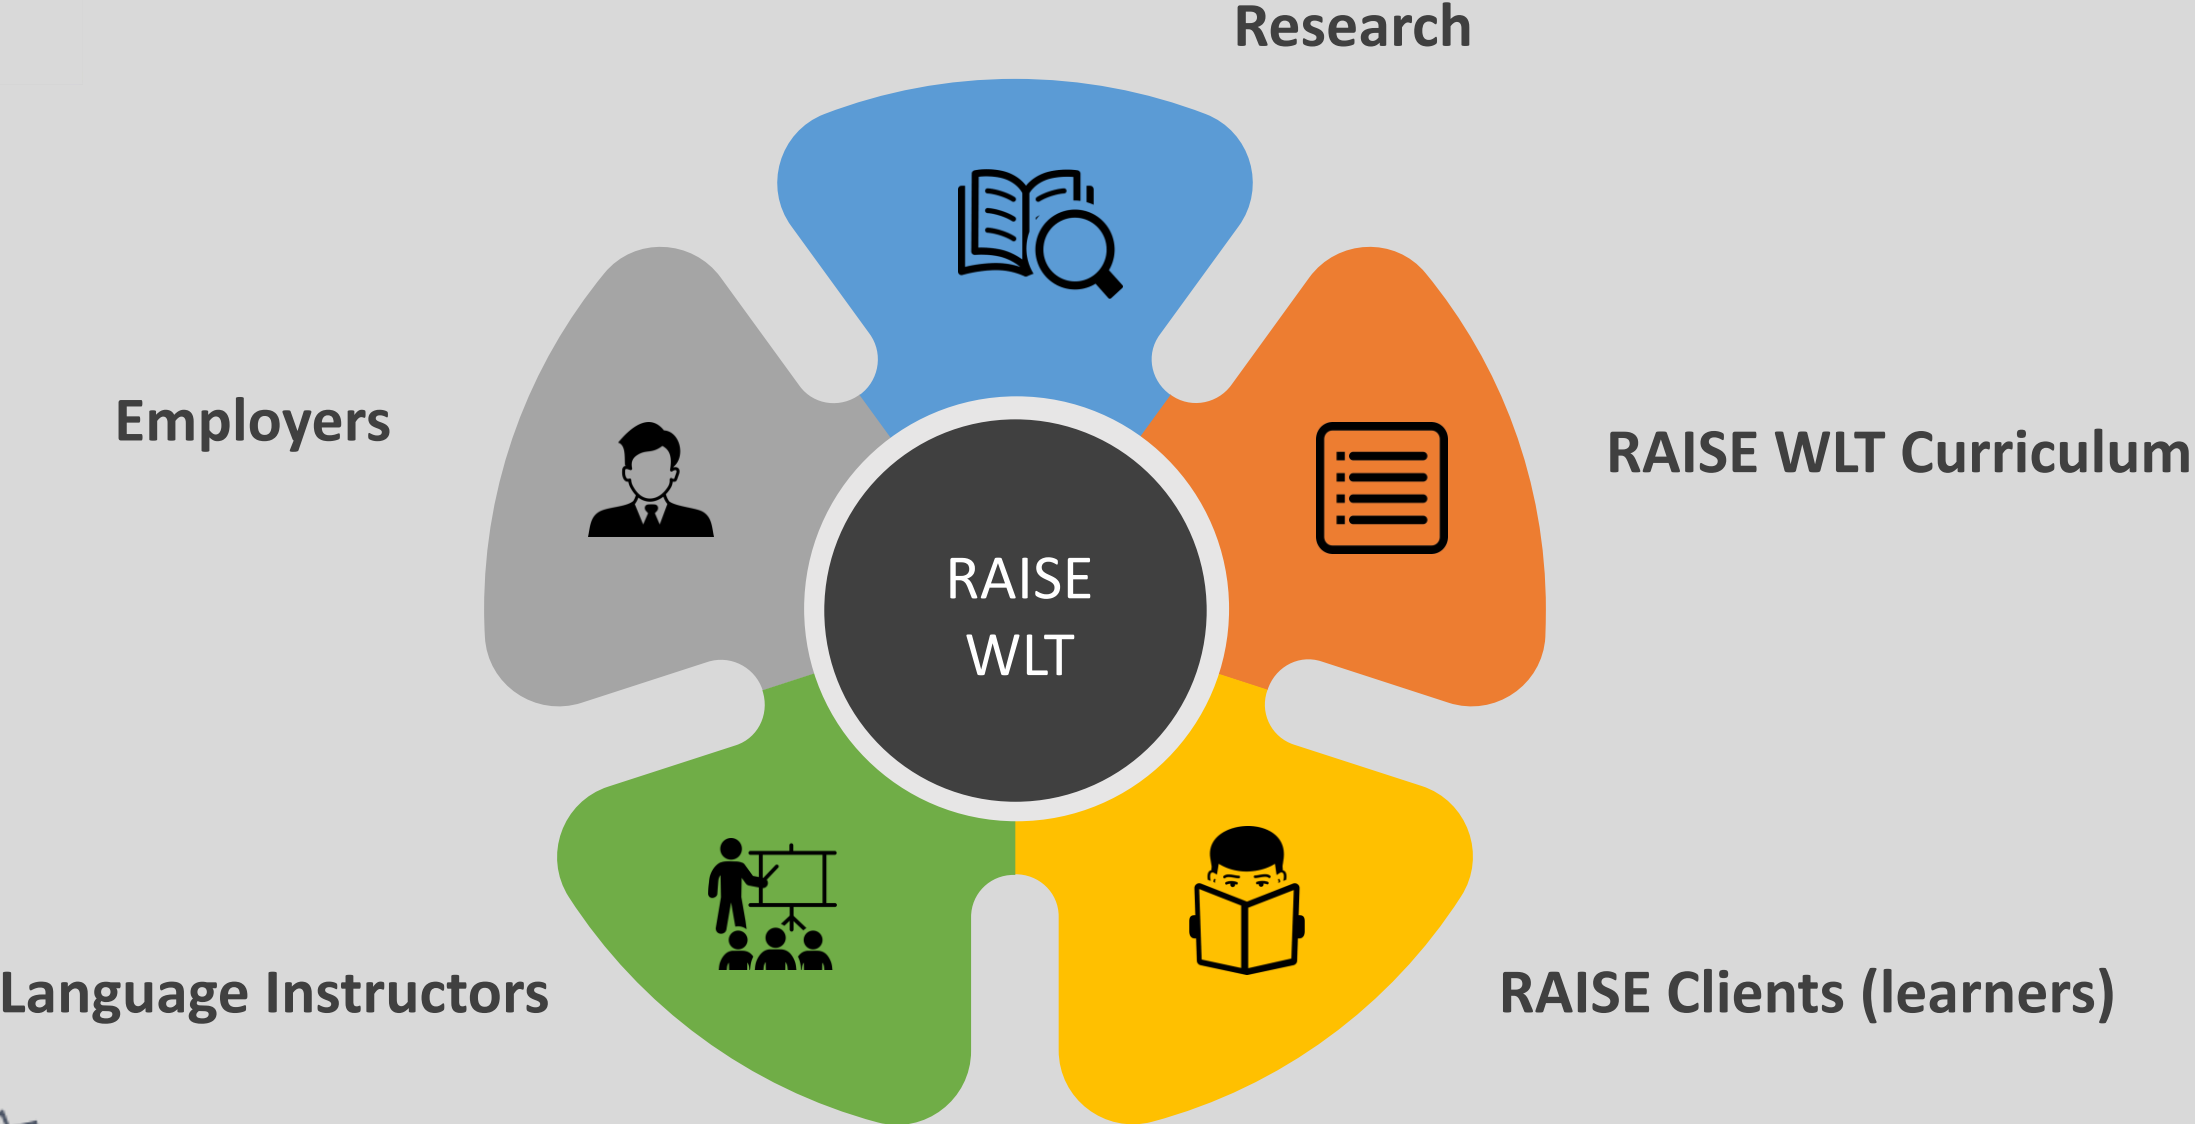 Research
Employers
RAISE WLT Curriculum
RAISE
WLT
Language Instructors
RAISE Clients (learners)